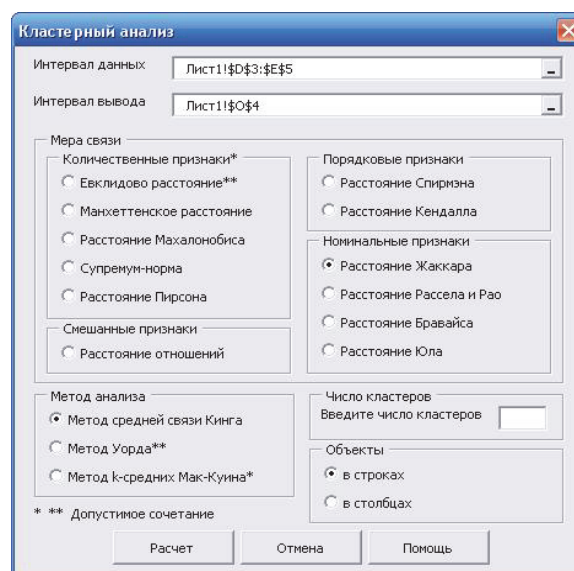 Кластерный анализ
Интервал данных
Лист1!$D$3:$E$5
Интервал вывода
Лист1!$O$4
Мера связи
Количественные признаки*
Евклидово расстояние**
Манхеттенское расстояние
Расстояние Махалонобиса
Супремум-норма
Расстояние Пирсона
Смешанные признаки
Расстояние отношений
Порядковые признаки
Расстояние Спирмэна
Расстояние Кендалла
Номинальные признаки
Расстояние Жаккара
Расстояние Рассела и Рао
Расстояние Бравайса
Расстояние Юла
Метод анализа
Метод средней связи Кинга
Метод Уорда**
Метод k-средних Мак-Куина*
* ** Допустимое сочетание
Число кластеров
Введите число кластеров
Объекты
в строках
в столбцах
Расчет
Отмена
Помощь